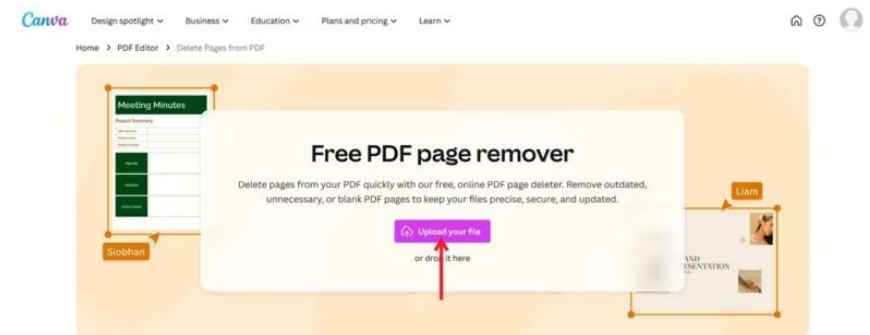 Canva
Design spotlight Business Education Plans and pricing Learn
Home > PDF Editor > Delete Pages from PDF
Meeting Minutes
Project Summary
Free PDF page remover
Delete pages from your PDF quickly with our free, online PDF page deleter. Remove outdated,
unnecessary, or blank PDF pages to keep your files precise, secure, and updated.
Upload your file
or drop it here
Siobhan
Liam